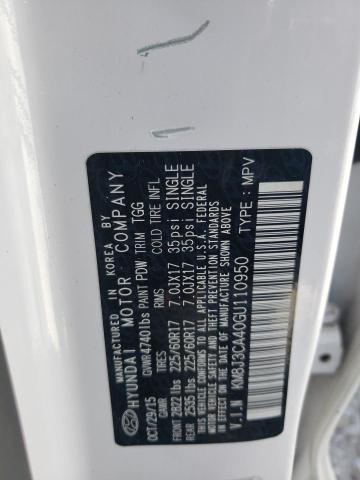 MANUFACTURED IN KOREA BY
HYUNDAI MOTOR COMPANY
OCT/29/15 GVWR 4740lbs PAINT PDW TRIM TGG
TIRES RIMS COLD TIRE INFL
FRONT 2822 lbs 225/60R17 7.0JX17 35psi SINGLE
REAR 2535 lbs 225/60R17 7.0JX17 35psi SINGLE
THIS VEHICLE CONFORMS TO ALL APPLICABLE U.S.A. FEDERAL
MOTOR VEHICLE SAFETY, BUMPER, AND THEFT PREVENTION
STANDARDS IN EFFECT ON THE DATE OF MANUFACTURE SHOWN ABOVE.
V.I.N KM8J3CA40GU110950 TYPE: MPV